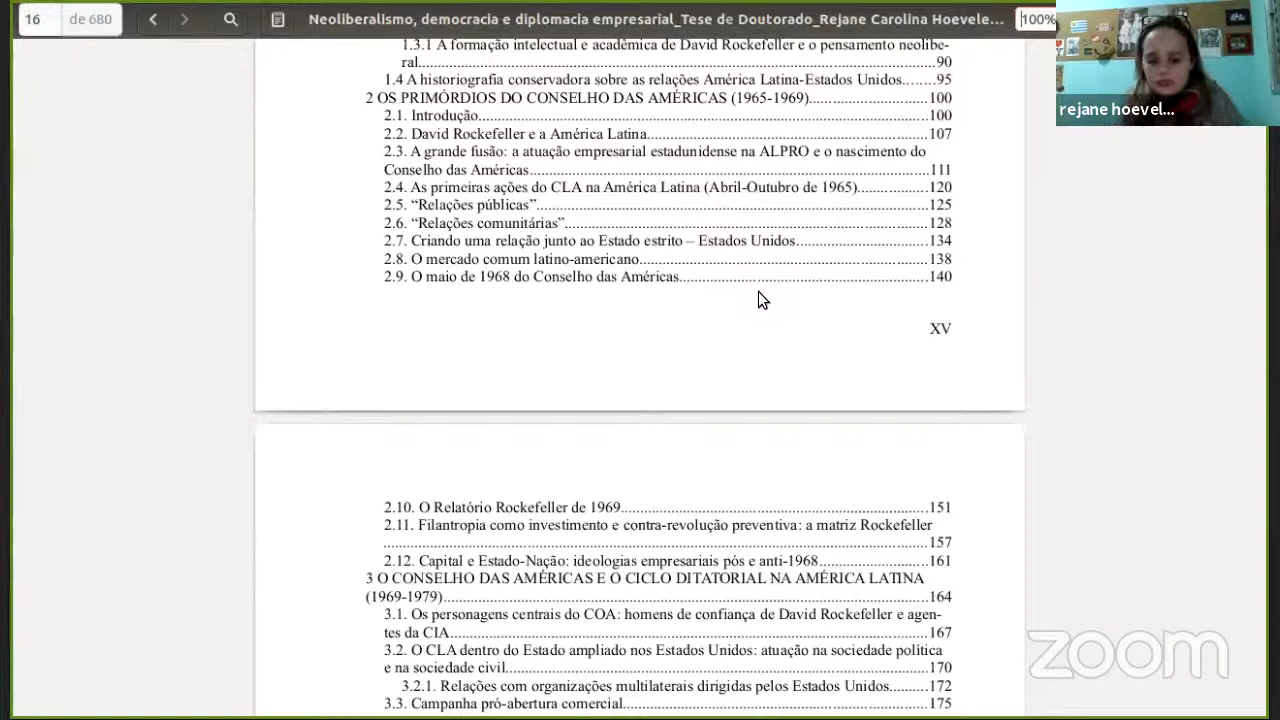 16 de 680 Neoliberalismo, democracia e diplomacia empresarial_Tese de Doutorado_Rejane Carolina Hoevele... 100%
1.3.1 A formação intelectual e acadêmica de David Rockefeller e o pensamento neolibe-
ral....................90
1.4 A historiografia conservadora sobre as relações América Latina-Estados Unidos.......95
2 OS PRIMÓRDIOS DO CONSELHO DAS AMÉRICAS (1965-1969)....................100
2.1. Introdução....................100
2.2. David Rockefeller e a América Latina....................107
2.3. A grande fusão: a atuação empresarial estadunidense na ALPRO e o nascimento do
Conselho das Américas....................111
2.4. As primeiras ações do CLA na América Latina (Abril-Outubro de 1965)....................120
2.5. “Relações públicas”....................125
2.6. “Relações comunitárias”....................128
2.7. Criando uma relação junto ao Estado estrito – Estados Unidos....................134
2.8. O mercado comum latino-americano....................138
2.9. O maio de 1968 do Conselho das Américas....................140
XV
2.10. O Relatório Rockefeller de 1969....................151
2.11. Filantropia como investimento e contra-revolução preventiva: a matriz Rockefeller
....................157
2.12. Capital e Estado-Nação: ideologias empresariais pós e anti-1968....................161
3 O CONSELHO DAS AMÉRICAS E O CICLO DITATORIAL NA AMÉRICA LATINA
(1969-1979)....................164
3.1. Os personagens centrais do COA: homens de confiança de David Rockefeller e agen-
tes da CIA....................167
3.2. O CLA dentro do Estado ampliado nos Estados Unidos: atuação na sociedade política
e na sociedade civil....................170
3.2.1. Relações com organizações multilaterais dirigidas pelos Estados Unidos..........172
3.3. Campanha pró-abertura comercial....................175
rejane hoevel...
zoom